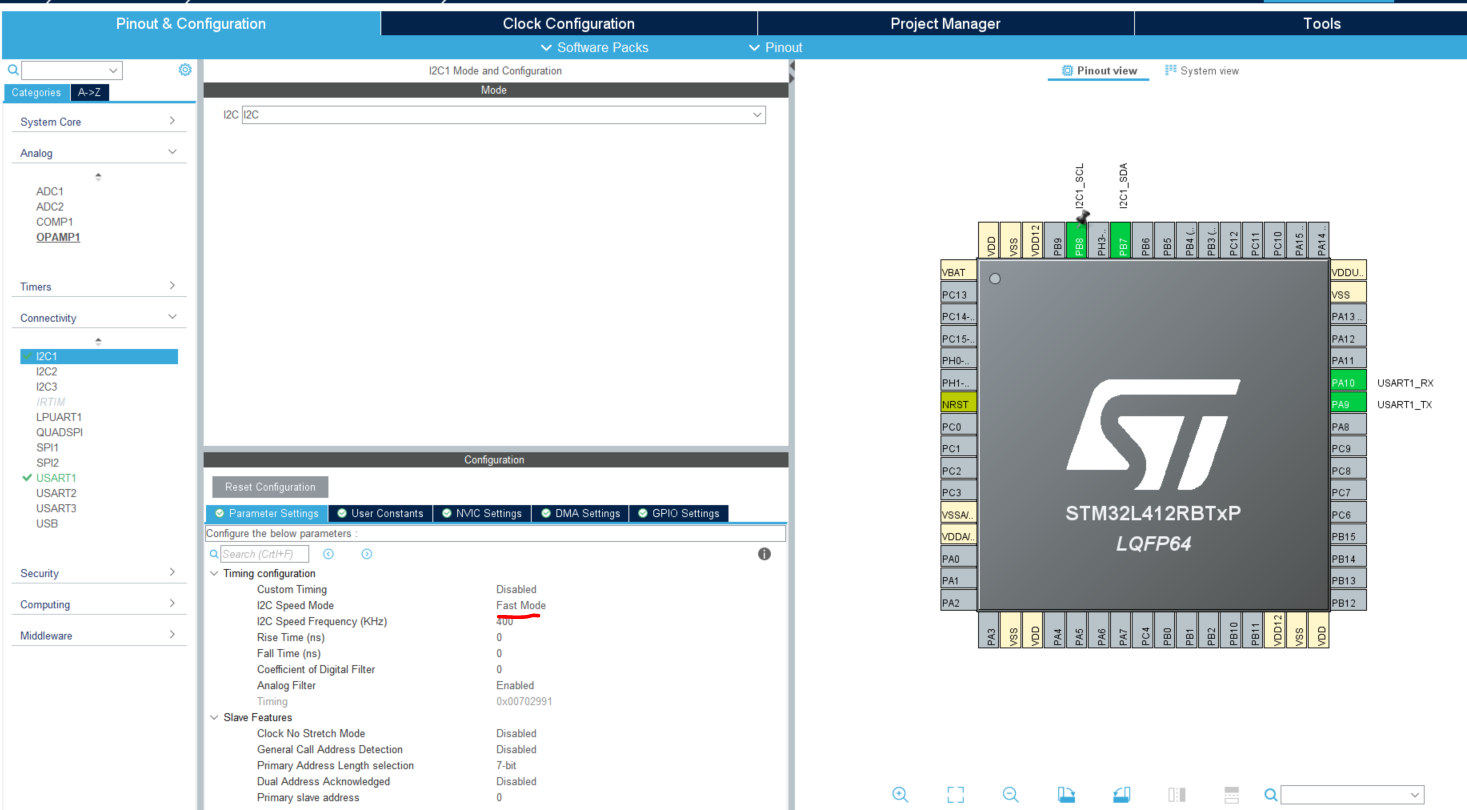 Pinout & Configuration
Clock Configuration
Project Manager
Tools
Software Packs
Pinout
I2C1 Mode and Configuration
Pinout view
System view
Categories
A->Z
Mode
I2C I2C
System Core
Analog
ADC1
ADC2
COMP1
OPAMP1
Timers
Connectivity
I2C1
I2C2
I2C3
IRTIM
LPUART1
QUADSPI
SPI1
SPI2
USART1
USART2
USART3
USB
Security
Computing
Middleware
Configuration
Reset Configuration
Parameter Settings
User Constants
NVIC Settings
DMA Settings
GPIO Settings
Configure the below parameters :
Search (Crtl+F)
Timing configuration
Custom Timing Disabled
I2C Speed Mode Fast Mode
I2C Speed Frequency (KHz) 400
Rise Time (ns) 0
Fall Time (ns) 0
Coefficient of Digital Filter 0
Analog Filter Enabled
Timing 0x00702991
Slave Features
Clock No Stretch Mode Disabled
General Call Address Detection Disabled
Primary Address Length selection 7-bit
Dual Address Acknowledged Disabled
Primary slave address 0
I2C1_SCL
I2C1_SDA
VDD
VSS
VDD12
PB9
PB8
PH3-..
PB7
PB6
PB5
PB4 (..
PB3 (..
PC12
PC11
PC10
PA15 ..
PA14 ..
VBAT
PC13
PC14-..
PC15-..
PH0-..
PH1-..
NRST
PC0
PC1
PC2
PC3
VSSA/..
VDDA/..
PA0
PA1
PA2
VDDU..
VSS
PA13 ..
PA12
PA11
PA10 USART1_RX
PA9 USART1_TX
PA8
PC9
PC8
PC7
PC6
PB15
PB14
PB13
PB12
ST
STM32L412RBTxP
LQFP64
PA3
VSS
VDD
PA4
PA5
PA6
PA7
PC4
PB0
PB1
PB2
PB10
PB11
VDD12
VSS
VDD